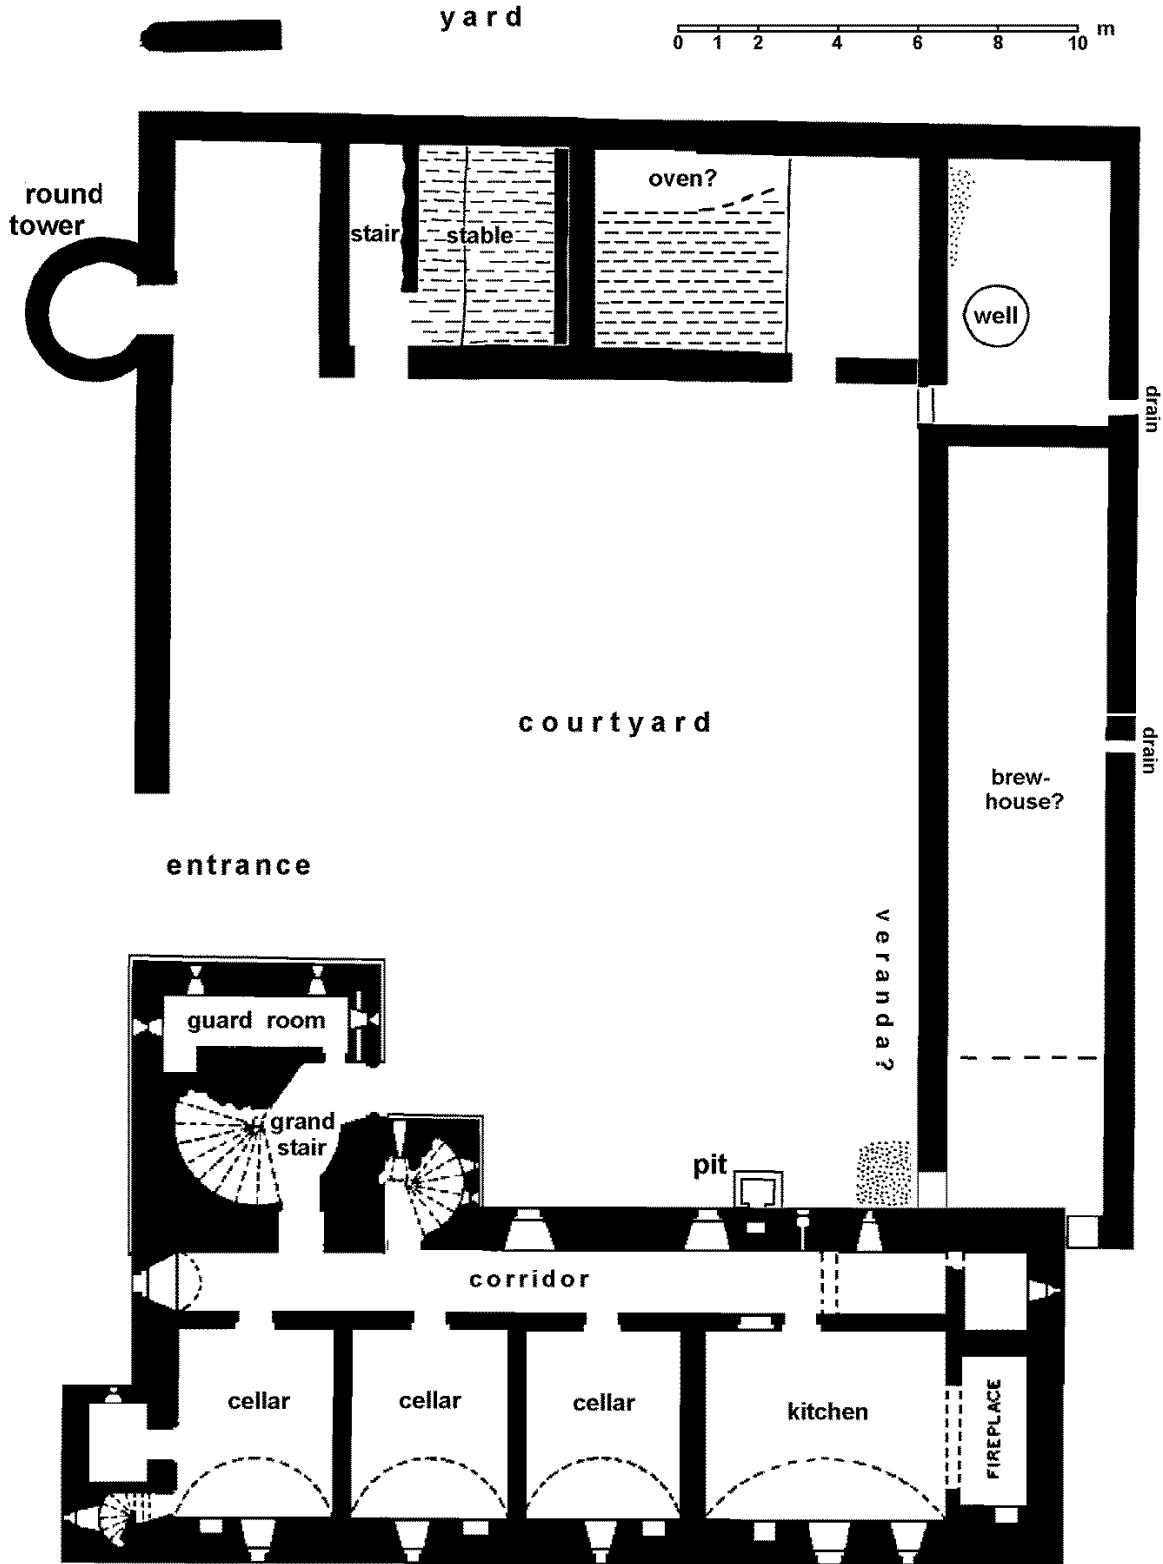 yard
m
0 1 2 4 6 8 10
round
tower
oven?
stair
stable
well
drain
courtyard
drain
brew-
house?
entrance
veranda?
guard room
grand
stair
pit
corridor
cellar
cellar
cellar
kitchen
FIREPLACE